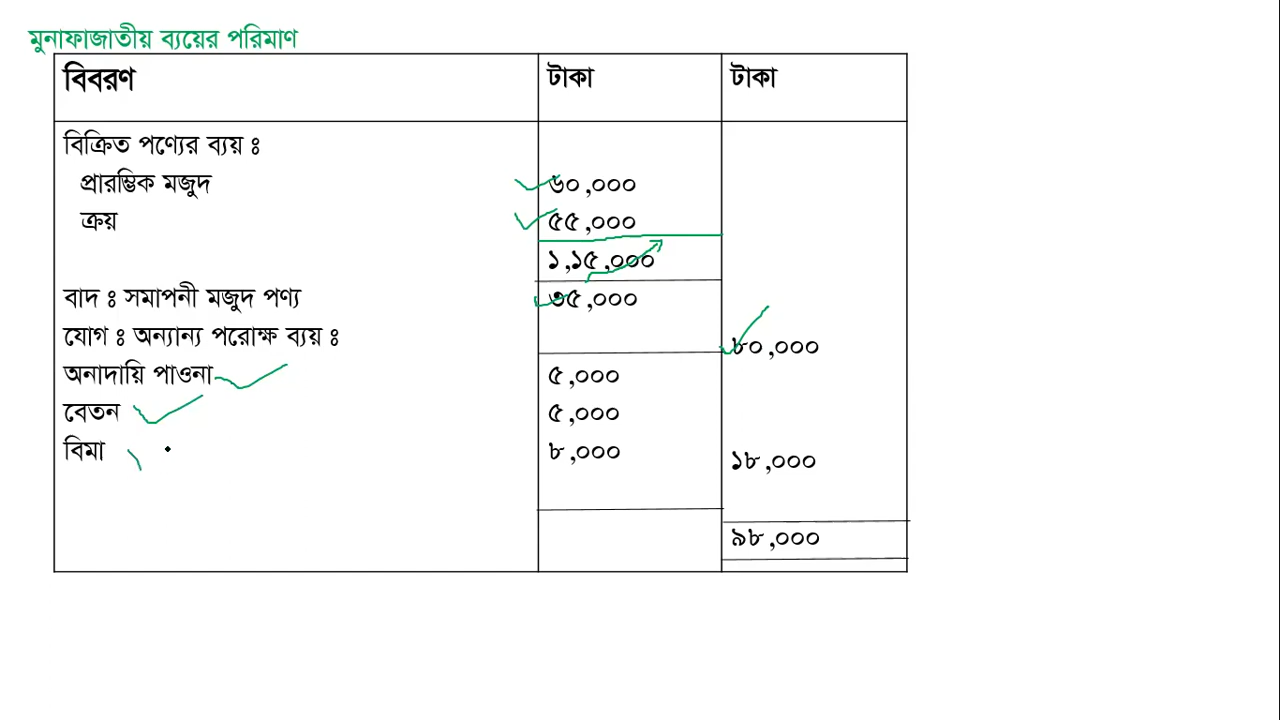 মুনাফাজাতীয় ব্যয়ের পরিমাণ
বিবরণ টাকা টাকা
বিক্রিত পণ্যের ব্যয় ঃ
প্রারম্ভিক মজুদ ৬০,০০০
ক্রয় ৫৫,০০০
১,১৫,০০০
বাদ ঃ সমাপনী মজুদ পণ্য ৩৫,০০০
যোগ ঃ অন্যান্য পরোক্ষ ব্যয় ঃ ৮০,০০০
অনাদায়ি পাওনা ৫,০০০
বেতন ৫,০০০
বিমা ৮,০০০ ১৮,০০০
৯৮,০০০